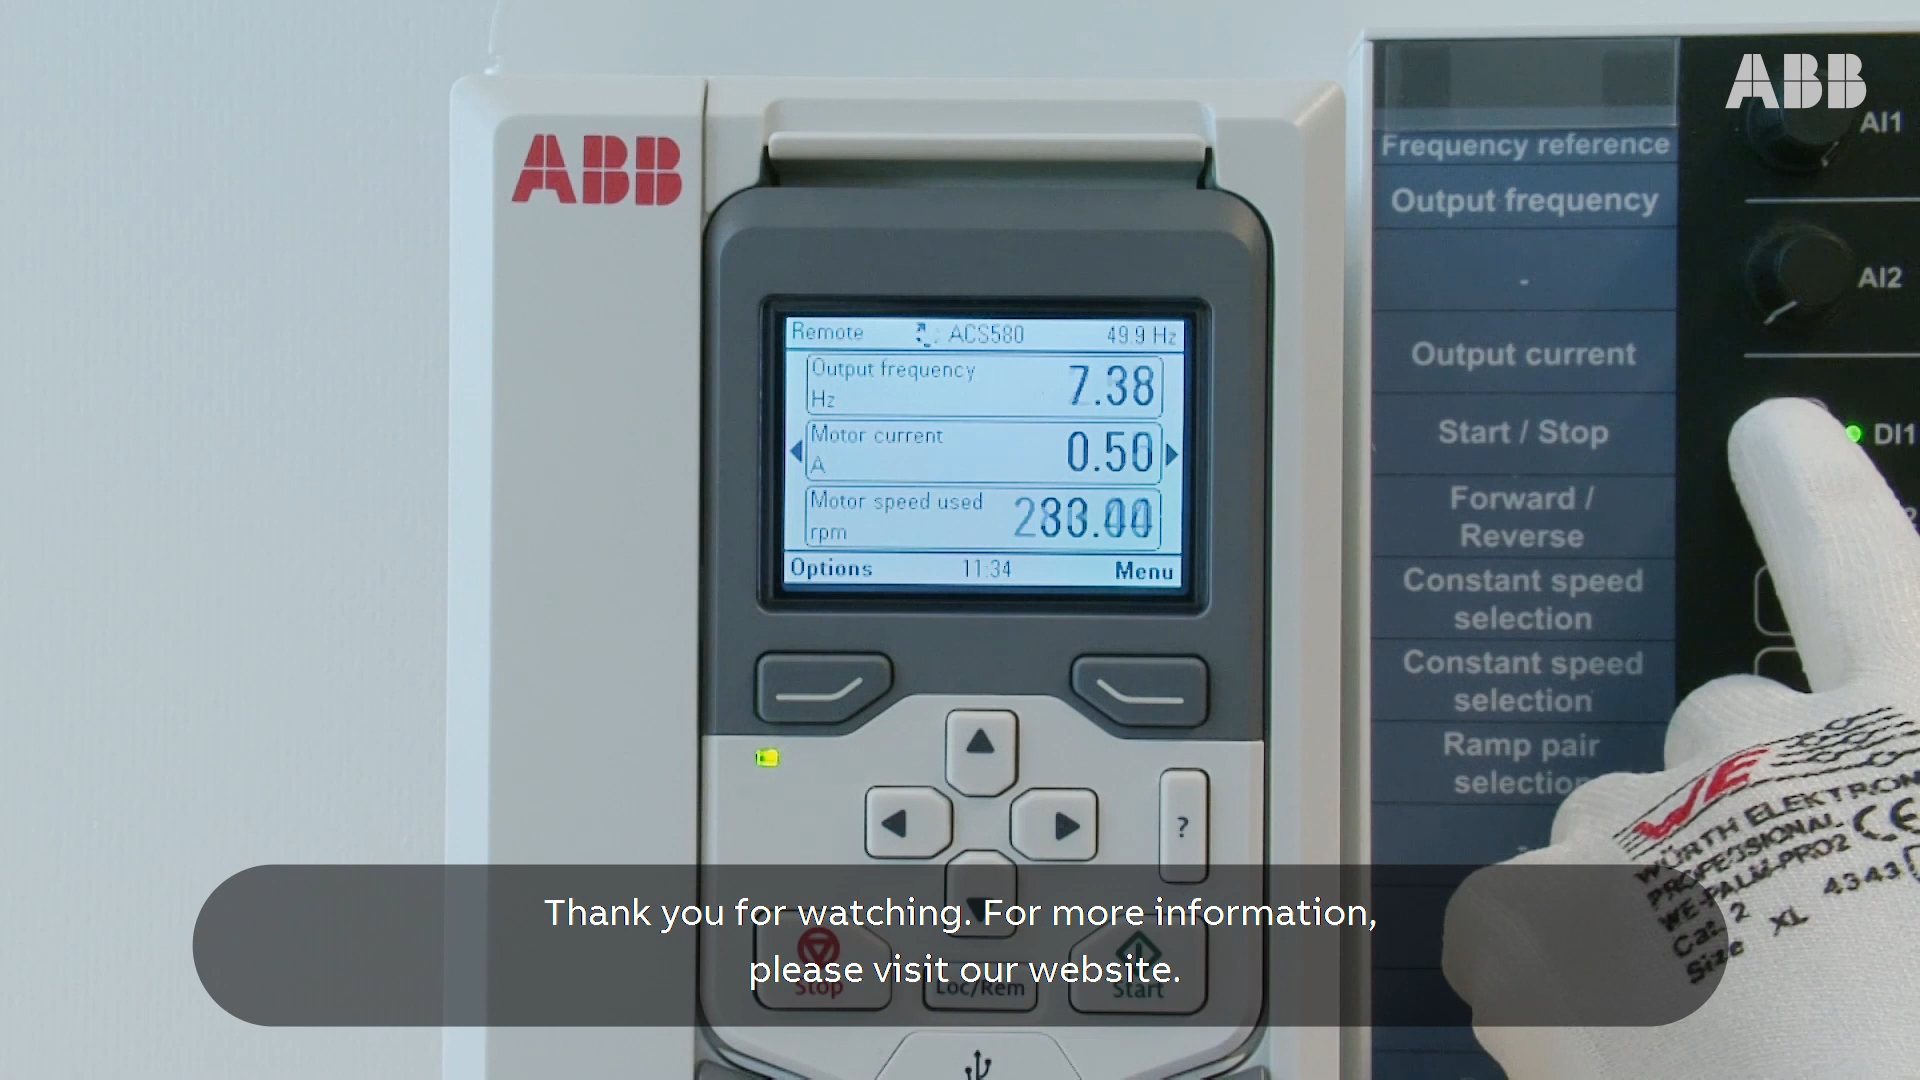 ABB
ABB
Remote ACS580 49.9 Hz
Output frequency
Hz
7.38
Motor current
A
0.50
Motor speed used
rpm
Options 11:34 Menu
?
Stop
Loc/Rem
Start
Frequency reference
Output frequency
-
Output current
Start / Stop
Forward /
Reverse
Constant speed
selection
Constant speed
selection
Ramp pair
selection
AI1
AI2
DI1
WE
WÜRTH ELEKTRON
PROFESSIONAL
WE-PALM-PRO2
Cat 2
Size XL
CE
4343
Thank you for watching. For more information,
please visit our website.